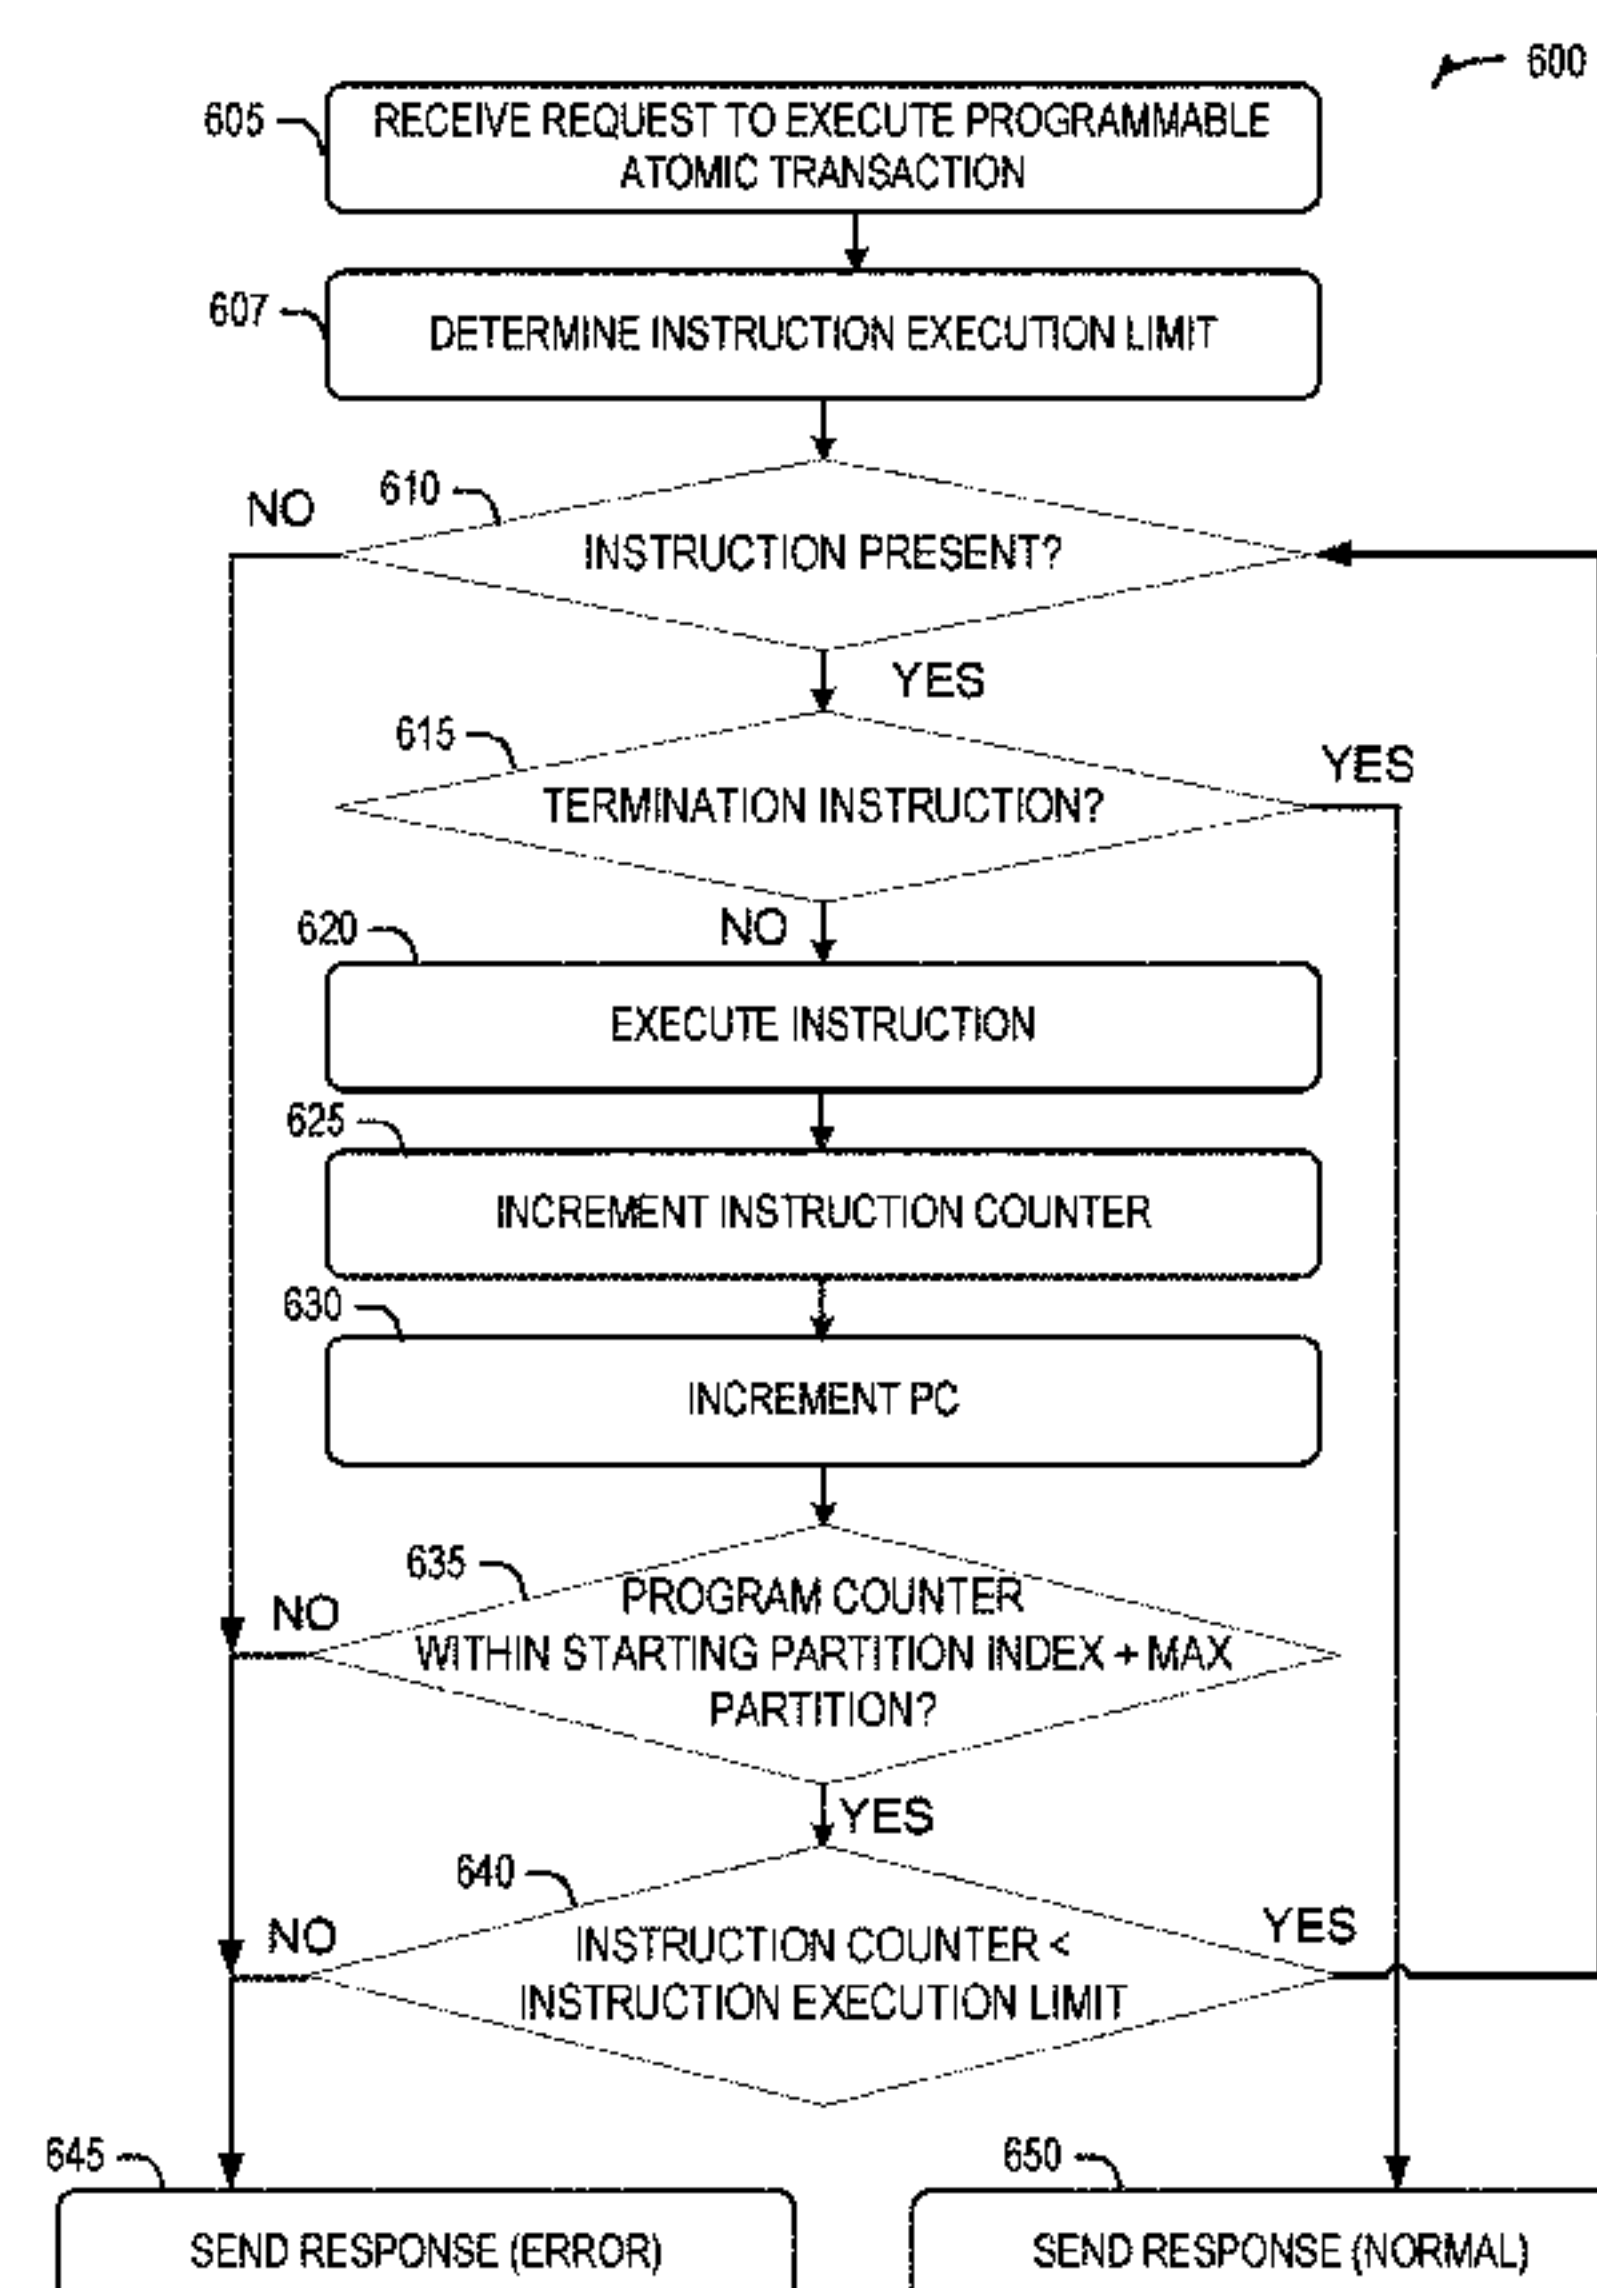 600
605
RECEIVE REQUEST TO EXECUTE PROGRAMMABLE
ATOMIC TRANSACTION
607
DETERMINE INSTRUCTION EXECUTION LIMIT
610
NO
INSTRUCTION PRESENT?
YES
615
YES
TERMINATION INSTRUCTION?
NO
620
EXECUTE INSTRUCTION
625
INCREMENT INSTRUCTION COUNTER
630
INCREMENT PC
635
NO
PROGRAM COUNTER
WITHIN STARTING PARTITION INDEX + MAX
PARTITION?
YES
640
NO
YES
INSTRUCTION COUNTER <
INSTRUCTION EXECUTION LIMIT
645
650
SEND RESPONSE (ERROR)
SEND RESPONSE (NORMAL)